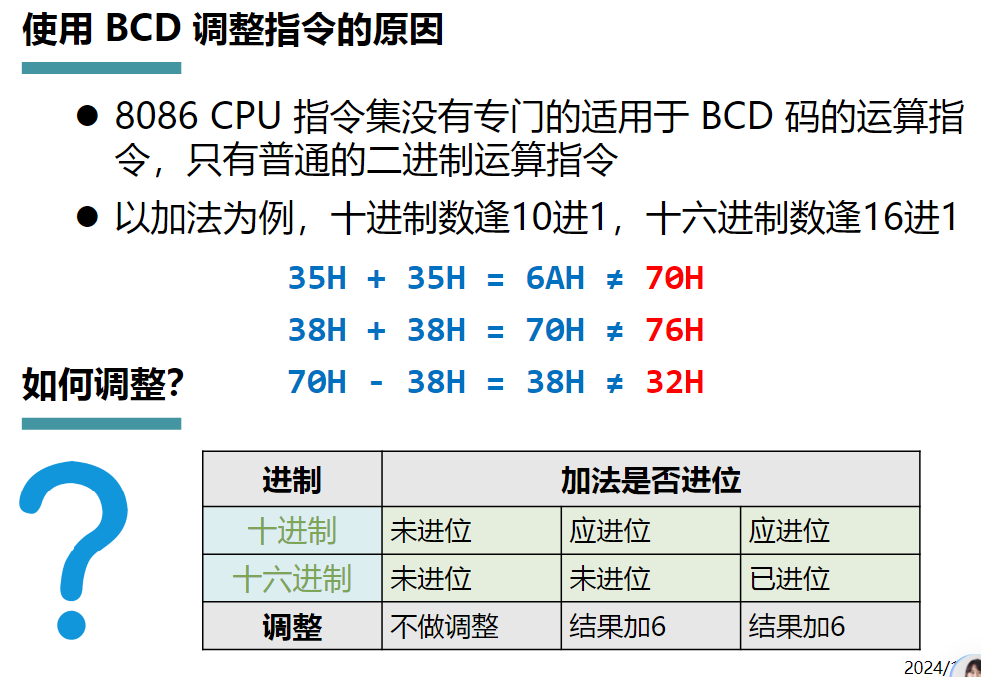 使用 BCD 调整指令的原因
● 8086 CPU 指令集没有专门的适用于 BCD 码的运算指
令，只有普通的二进制运算指令
● 以加法为例，十进制数逢10进1，十六进制数逢16进1
35H + 35H = 6AH ≠ 70H
38H + 38H = 70H ≠ 76H
70H - 38H = 38H ≠ 32H
如何调整?
进制 加法是否进位
十进制 未进位 应进位 应进位
十六进制 未进位 未进位 已进位
调整 不做调整 结果加6 结果加6
2024/